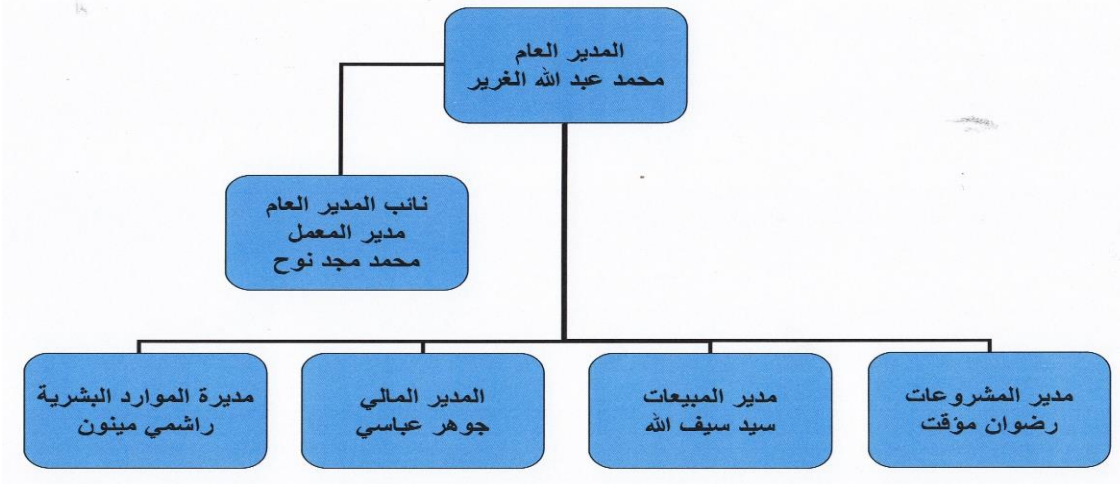 المدير العام
محمد عبد الله الغرير
نائب المدير العام
مدير المعمل
محمد مجد نوح
مدير المشروعات
رضوان مؤقت
مدير المبيعات
سيد سيف الله
المدير المالي
جوهر عباسي
مديرة الموارد البشرية
راشمي مينون